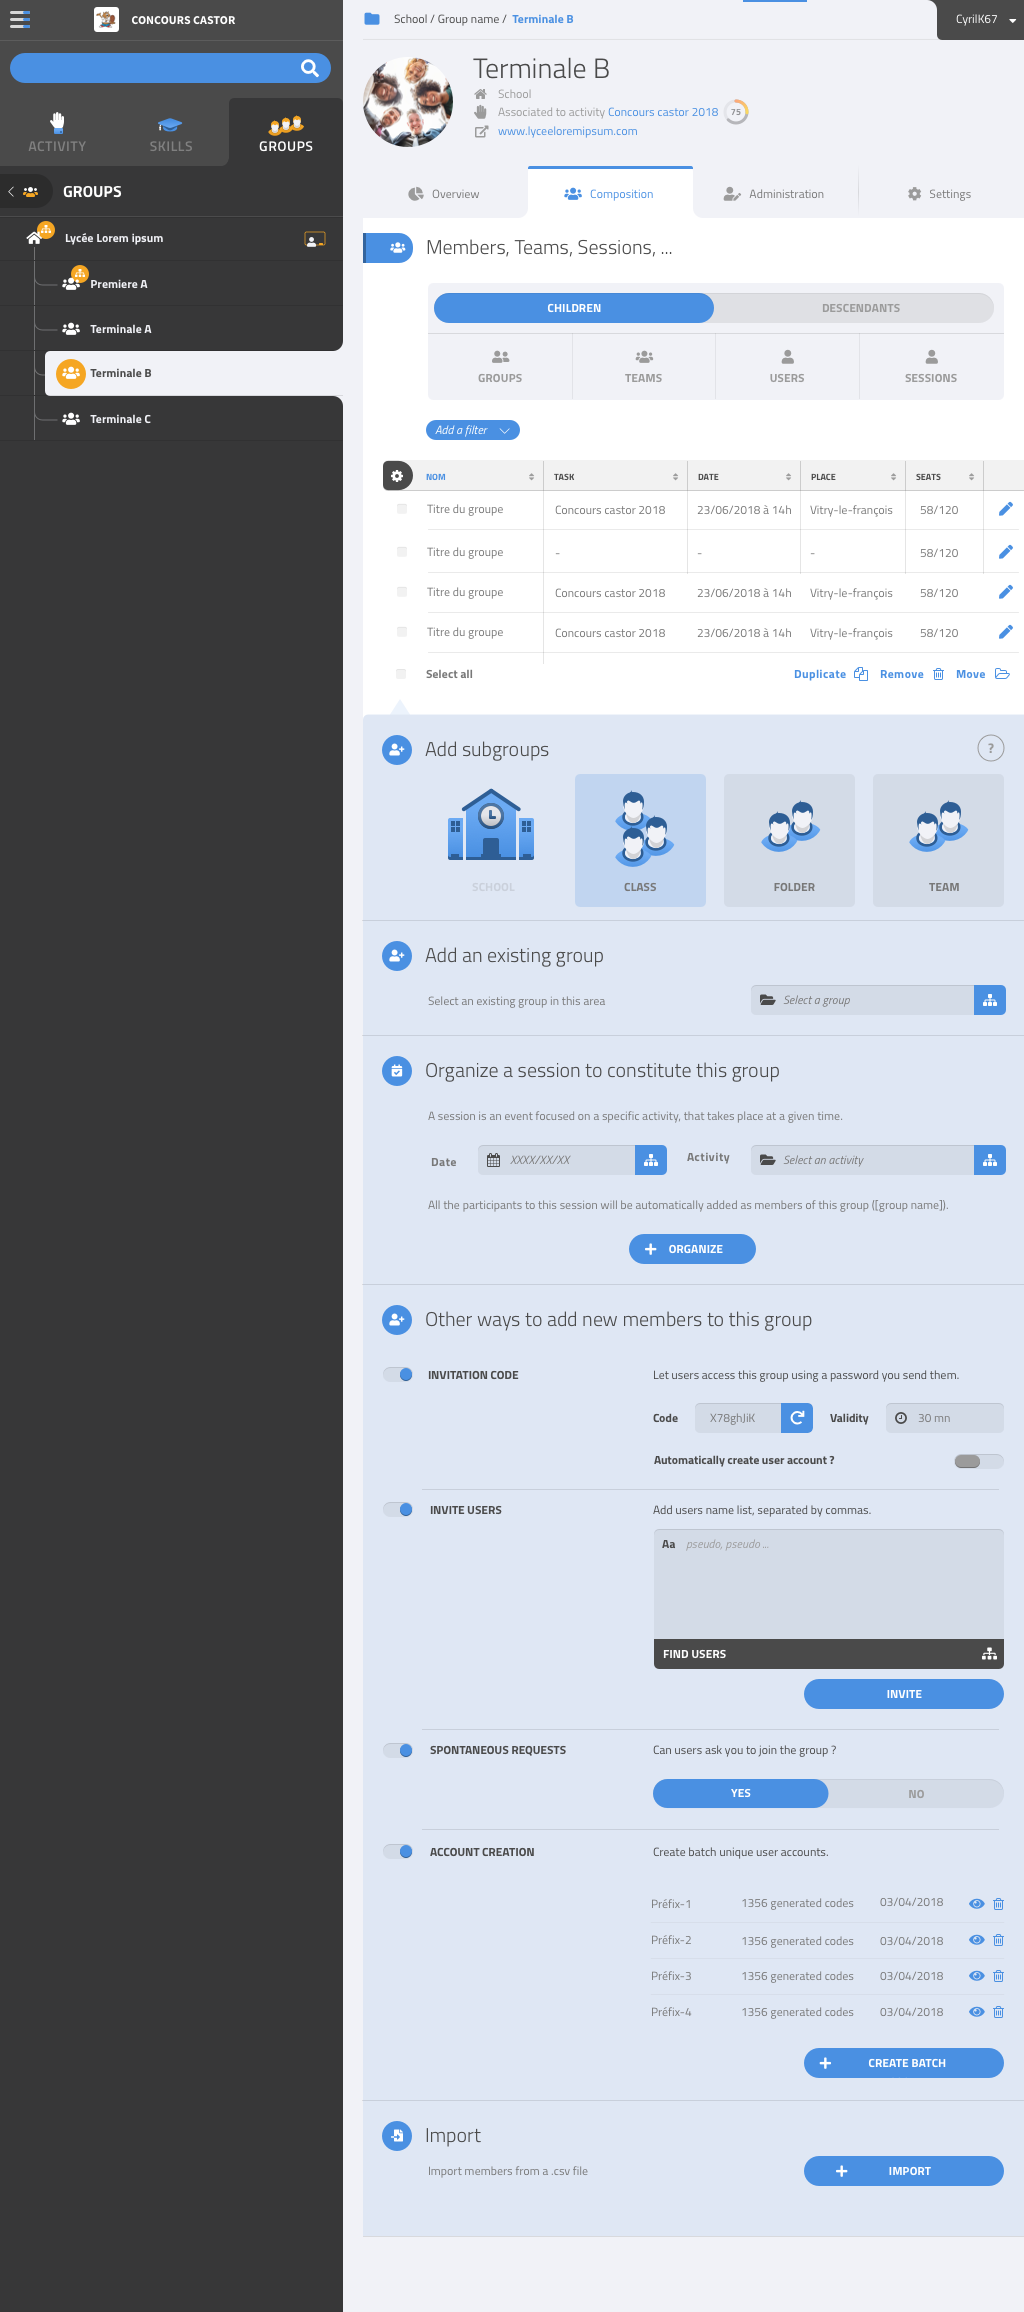 CONCOURS CASTOR
School / Group name / Terminale B
CyrilK67
ACTIVITY
SKILLS
GROUPS
GROUPS
Lycée Lorem ipsum
Premiere A
Terminale A
Terminale B
Terminale C
Terminale B
School
Associated to activity Concours castor 2018 75
www.lyceeloremipsum.com
Overview
Composition
Administration
Settings
Members, Teams, Sessions, ...
CHILDREN
DESCENDANTS
GROUPS
TEAMS
USERS
SESSIONS
Add a filter
NOM TASK DATE PLACE SEATS
Titre du groupe Concours castor 2018 23/06/2018 à 14h Vitry-le-françois 58/120
Titre du groupe - - - 58/120
Titre du groupe Concours castor 2018 23/06/2018 à 14h Vitry-le-françois 58/120
Titre du groupe Concours castor 2018 23/06/2018 à 14h Vitry-le-françois 58/120
Select all Duplicate Remove Move
Add subgroups ?
SCHOOL
CLASS
FOLDER
TEAM
Add an existing group
Select an existing group in this area Select a group
Organize a session to constitute this group
A session is an event focused on a specific activity, that takes place at a given time.
Date XXXX/XX/XX Activity Select an activity
All the participants to this session will be automatically added as members of this group ([group name]).
ORGANIZE
Other ways to add new members to this group
INVITATION CODE Let users access this group using a password you send them.
Code X78ghJiK Validity 30 mn
Automatically create user account ?
INVITE USERS Add users name list, separated by commas.
Aa pseudo, pseudo ...
FIND USERS
INVITE
SPONTANEOUS REQUESTS Can users ask you to join the group ?
YES NO
ACCOUNT CREATION Create batch unique user accounts.
Préfix-1 1356 generated codes 03/04/2018
Préfix-2 1356 generated codes 03/04/2018
Préfix-3 1356 generated codes 03/04/2018
Préfix-4 1356 generated codes 03/04/2018
CREATE BATCH
Import
Import members from a .csv file IMPORT